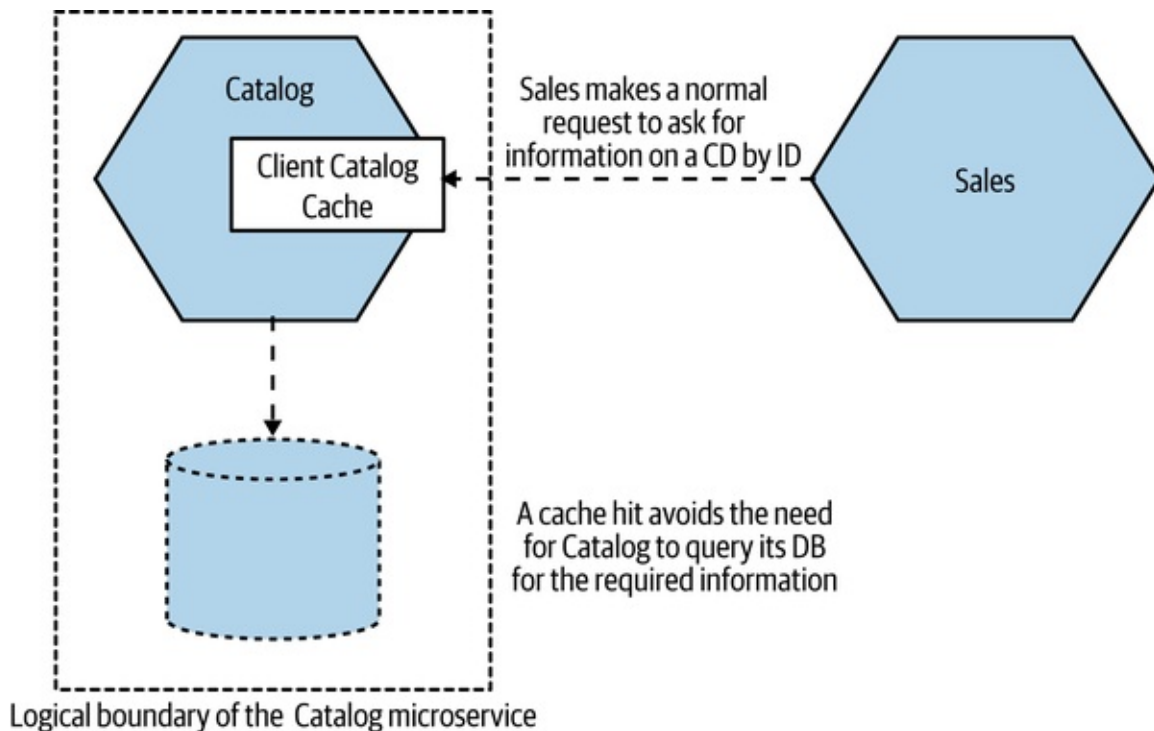 Catalog
Client Catalog
Cache
Sales makes a normal
request to ask for
information on a CD by ID
Sales
A cache hit avoids the need
for Catalog to query its DB
for the required information
Logical boundary of the Catalog microservice